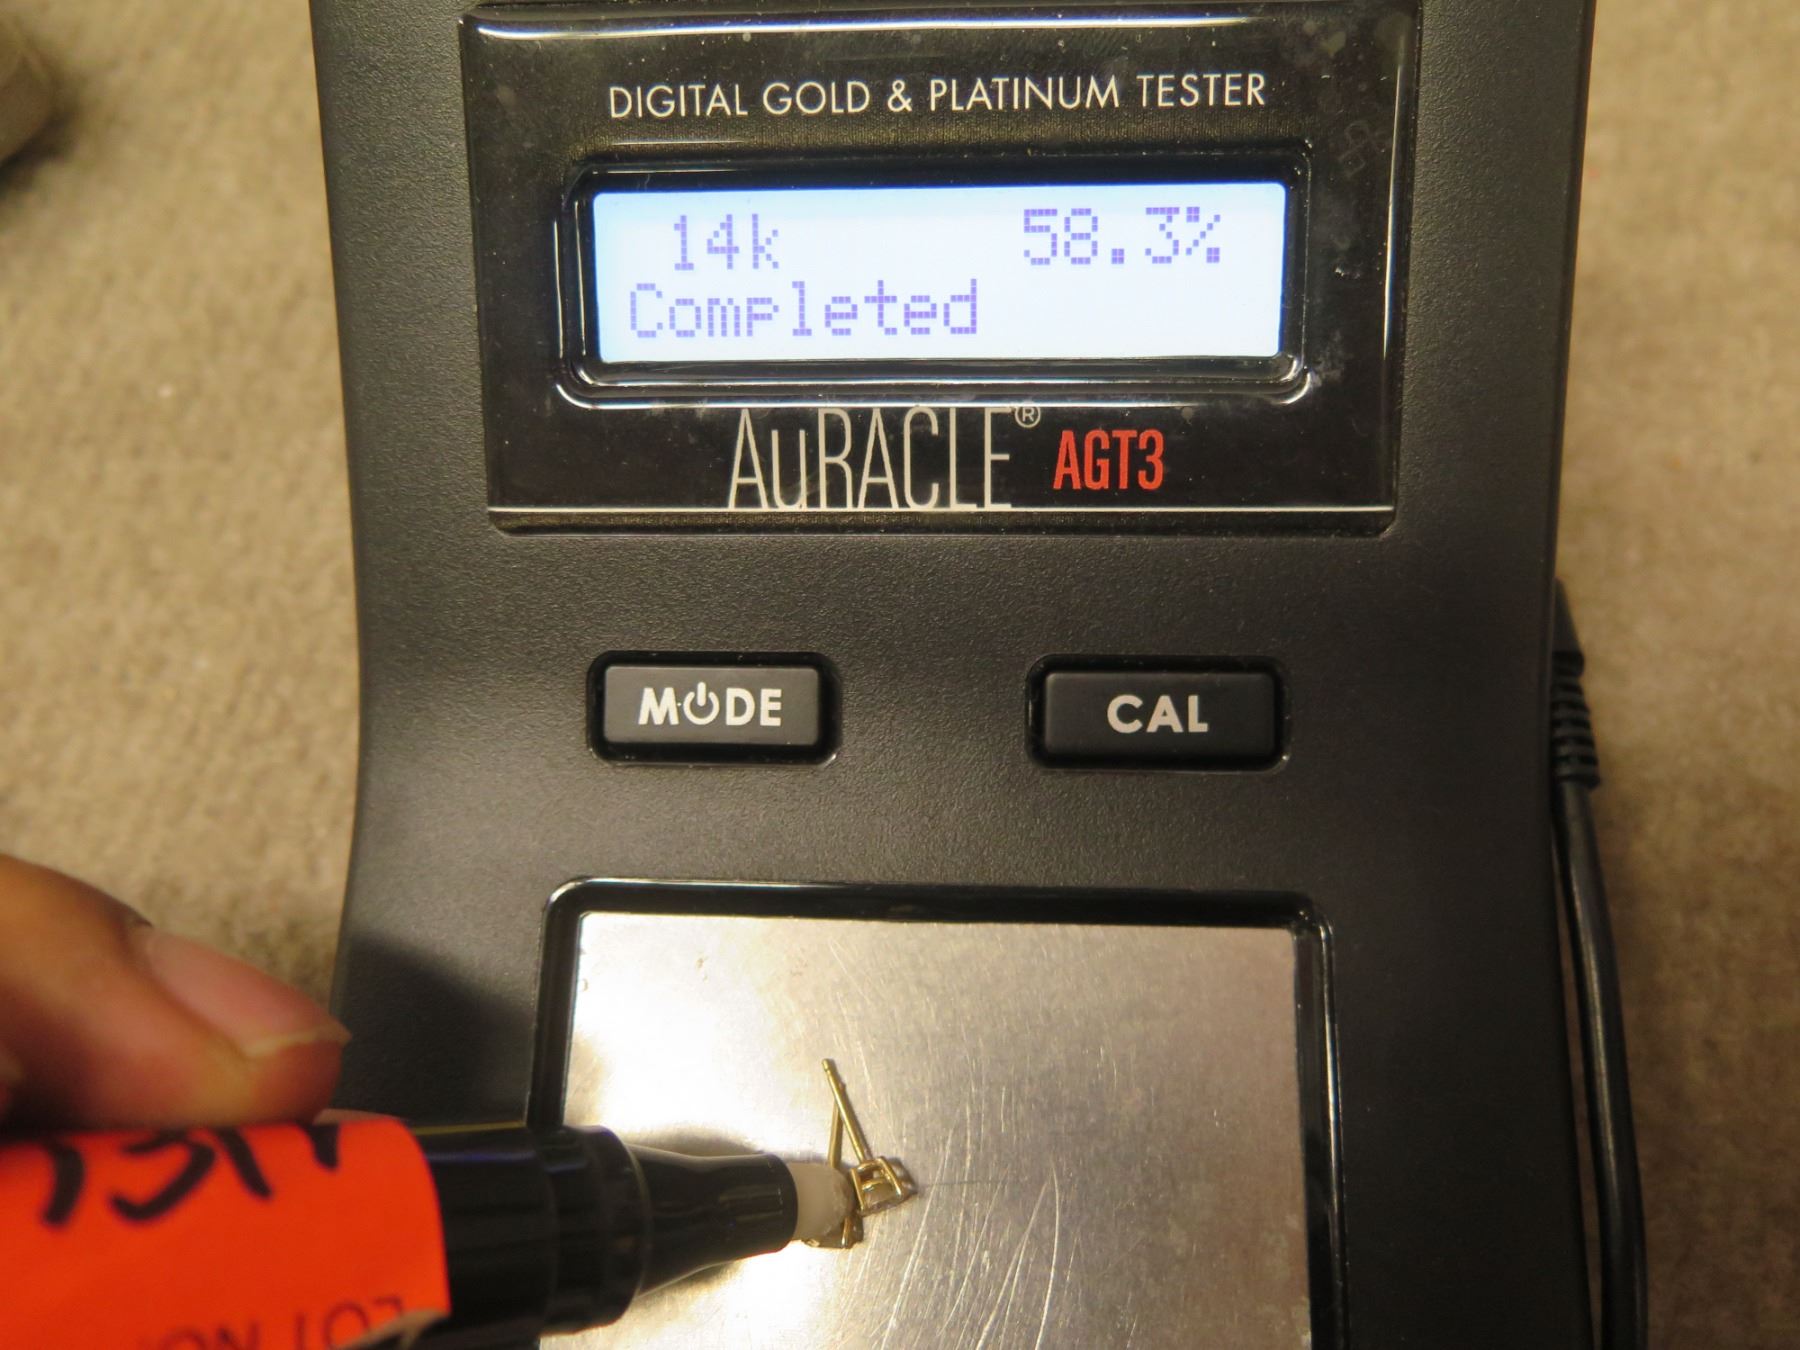 DIGITAL GOLD & PLATINUM TESTER
14k 58.3%
Completed
AuRACLE® AGT3
MODE CAL